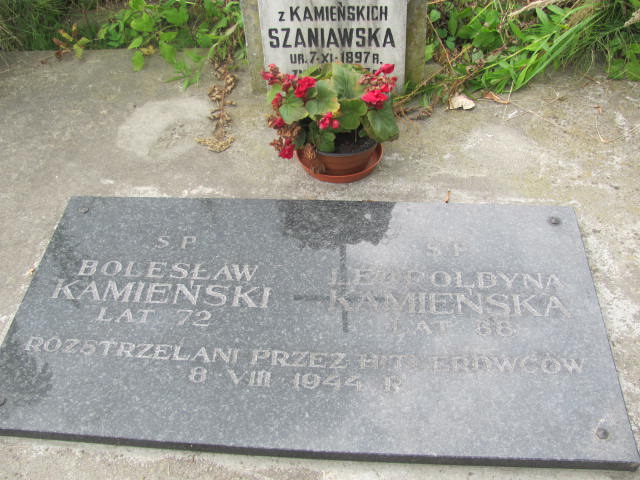 z KAMIEŃSKICH
SZANIAWSKA
UR. 7·XI·1897
Ś.P. Ś.P.
BOLESŁAW LEOPOLDYNA
KAMIEŃSKI KAMIEŃSKA
LAT 72 LAT 68
ROZSTRZELANI PRZEZ HITLEROWCÓW
8 VIII 1944 R